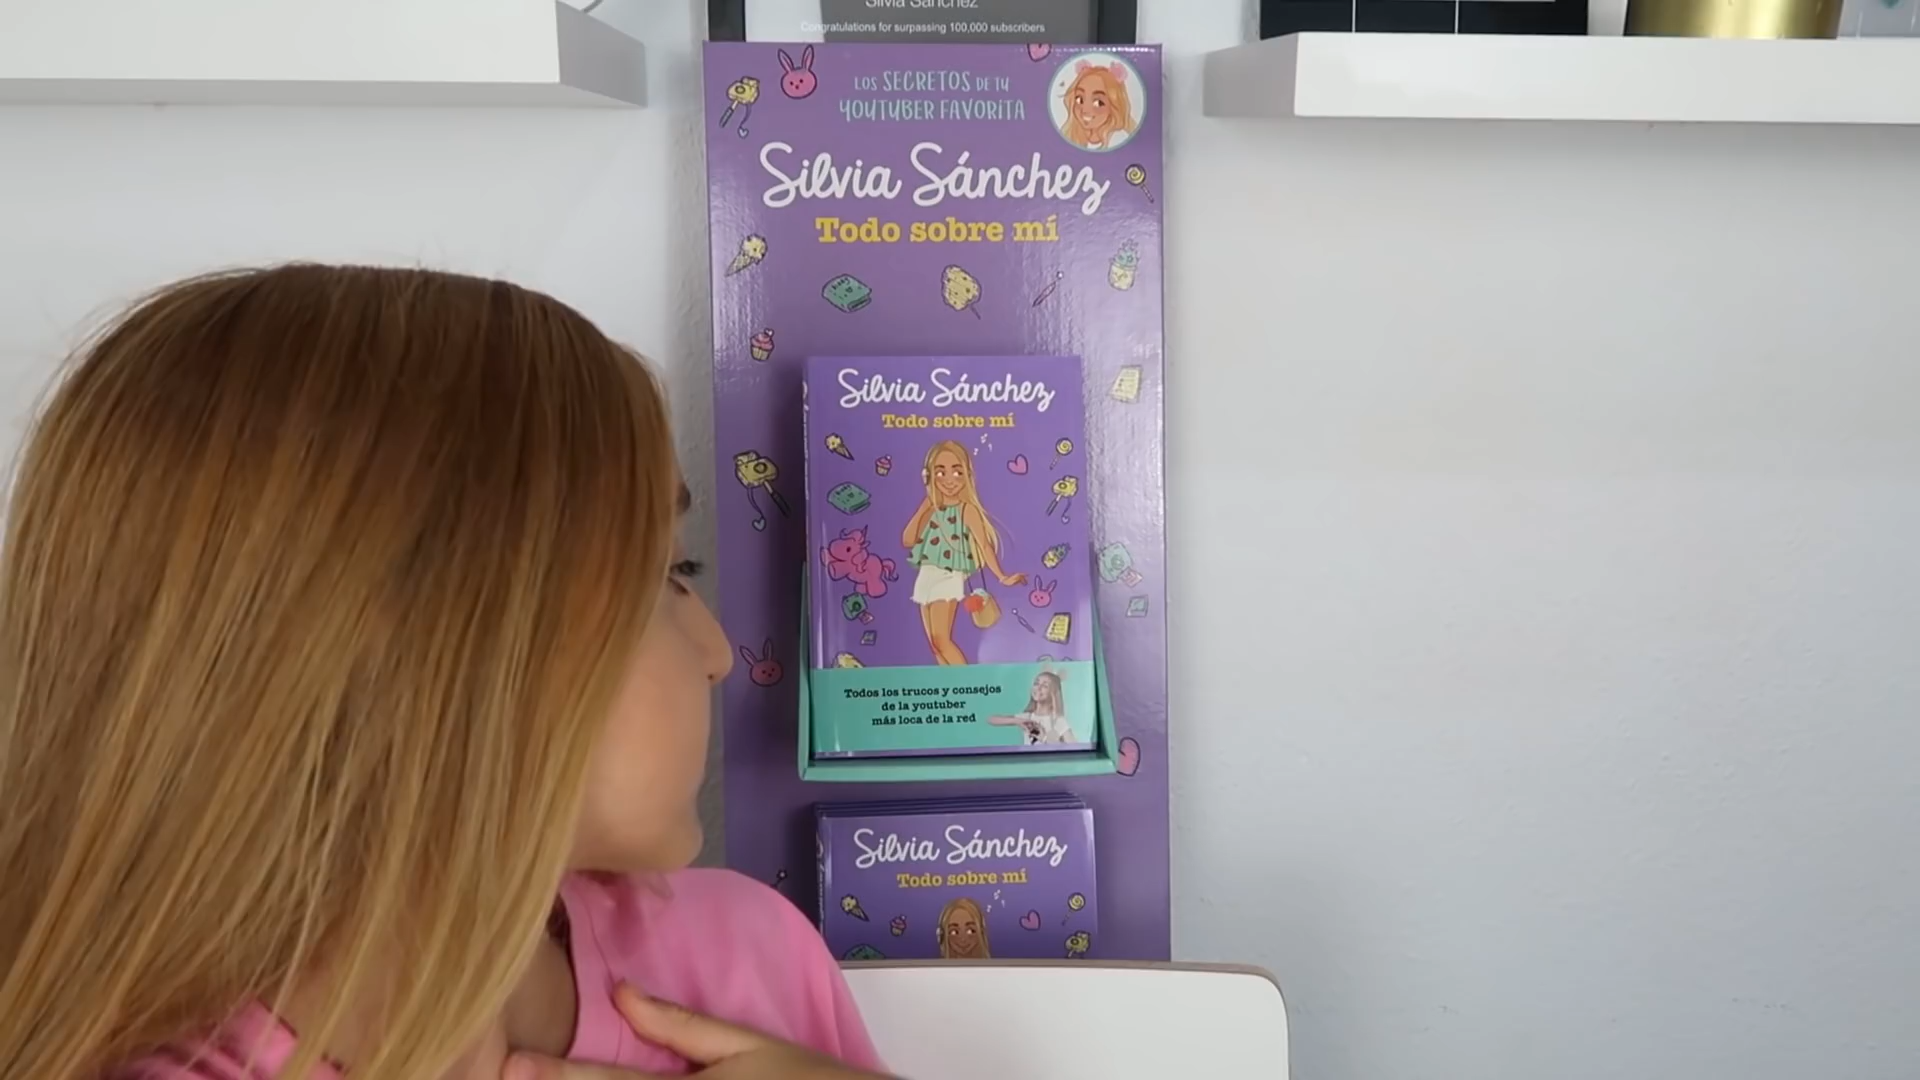 Silvia Sánchez
Congratulations for surpassing 100,000 subscribers
LOS SECRETOS DE TU
YOUTUBER FAVORITA
Silvia Sánchez
Todo sobre mí
Silvia Sánchez
Todo sobre mí
Todos los trucos y consejos
de la youtuber
más loca de la red
Silvia Sánchez
Todo sobre mí